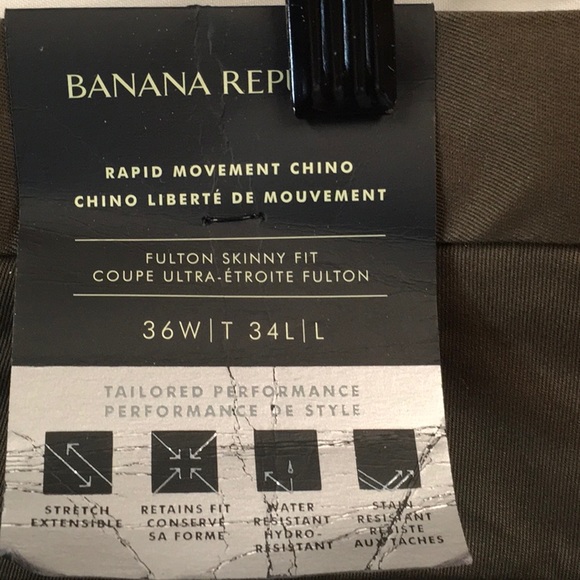 BANANA REPU
RAPID MOVEMENT CHINO
CHINO LIBERTÉ DE MOUVEMENT
FULTON SKINNY FIT
COUPE ULTRA-ÉTROITE FULTON
36W|T 34L|L
TAILORED PERFORMANCE
PERFORMANCE DE STYLE
STRETCH
EXTENSIBLE
RETAINS FIT
CONSERVE
SA FORME
WATER
RESISTANT
HYDRO-
RÉSISTANT
STAIN
RESISTANT
RÉSISTE
AUX TACHES